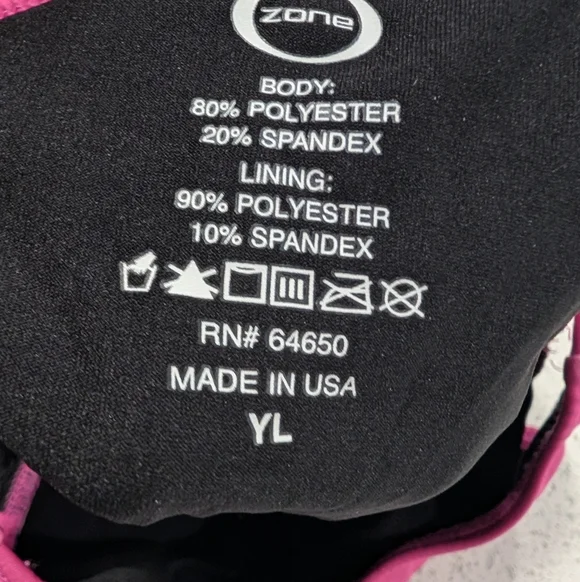 ZONE
BODY:
80% POLYESTER
20% SPANDEX
LINING:
90% POLYESTER
10% SPANDEX
RN# 64650
MADE IN USA
YL